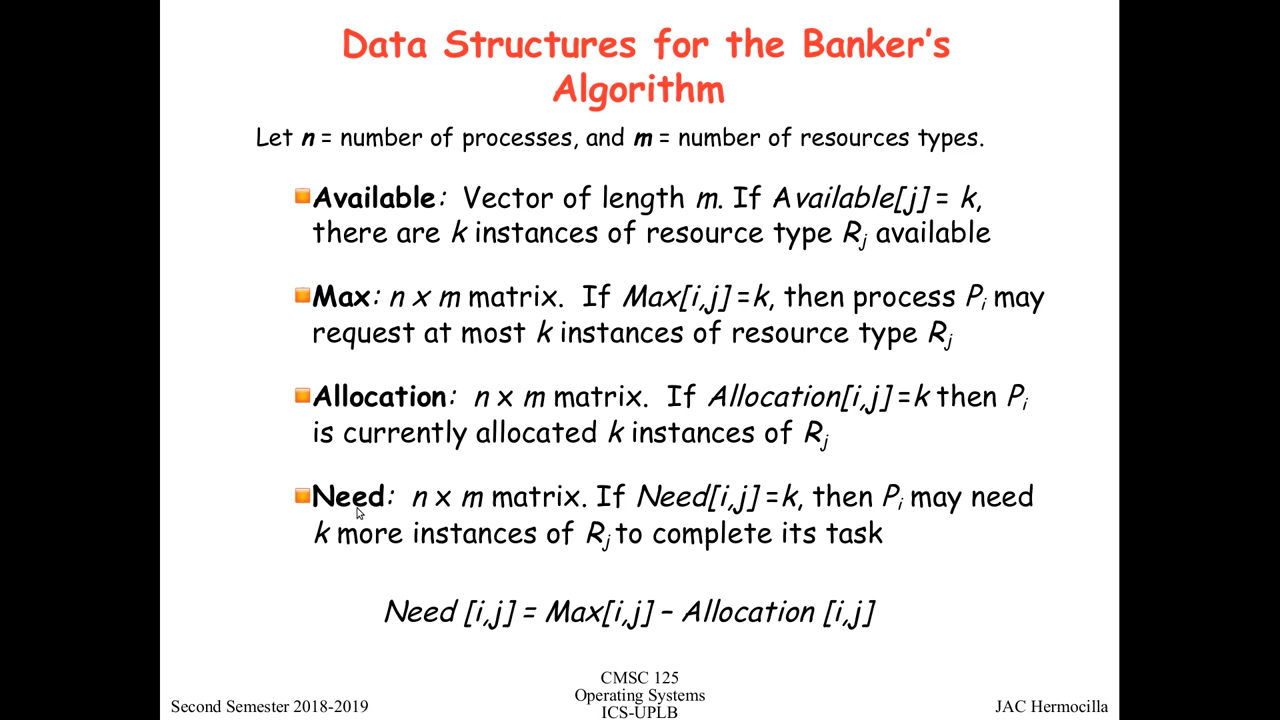 Data Structures for the Banker's
Algorithm
Let n = number of processes, and m = number of resources types.
Available: Vector of length m. If Available[j] = k,
there are k instances of resource type Rj available
Max: n x m matrix. If Max[i,j] =k, then process Pi may
request at most k instances of resource type Rj
Allocation: n x m matrix. If Allocation[i,j] =k then Pi
is currently allocated k instances of Rj
Need: n x m matrix. If Need[i,j] =k, then Pi may need
k more instances of Rj to complete its task
Need [i,j] = Max[i,j] – Allocation [i,j]
Second Semester 2018-2019
CMSC 125
Operating Systems
ICS-UPLB
JAC Hermocilla